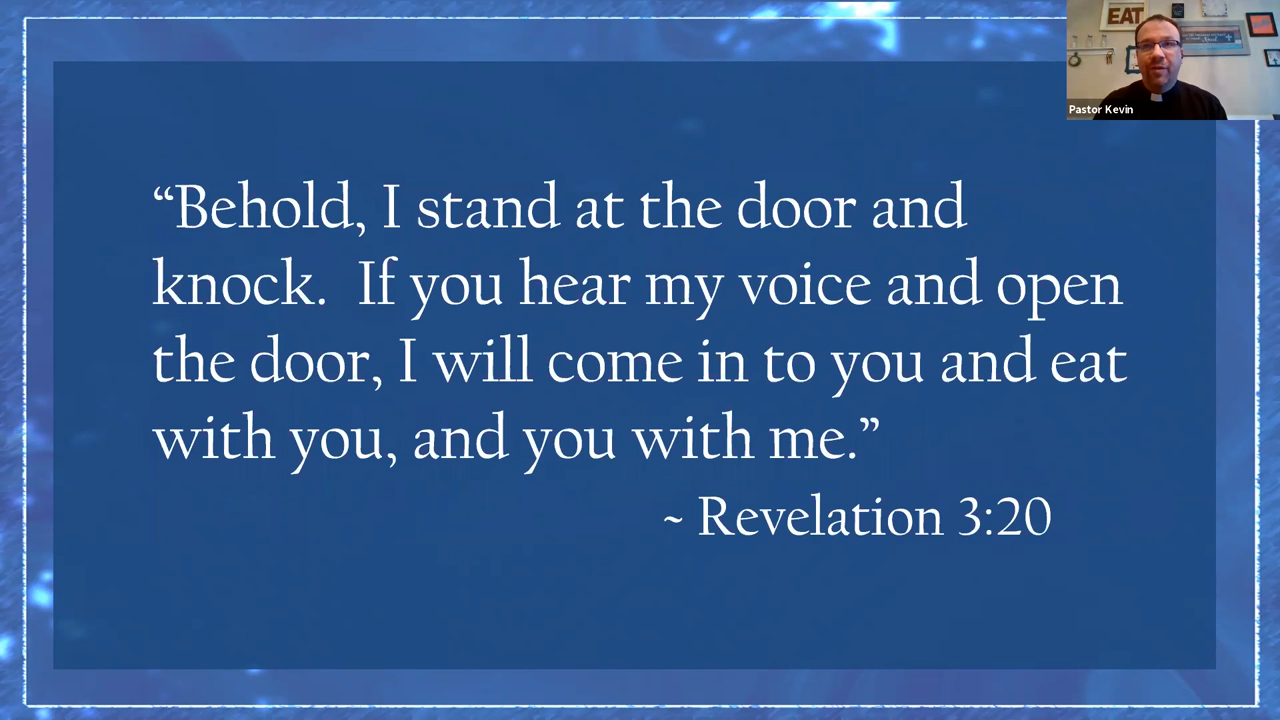 EAT
Pastor Kevin
“Behold, I stand at the door and
knock.  If you hear my voice and open
the door, I will come in to you and eat
with you, and you with me.”
~ Revelation 3:20